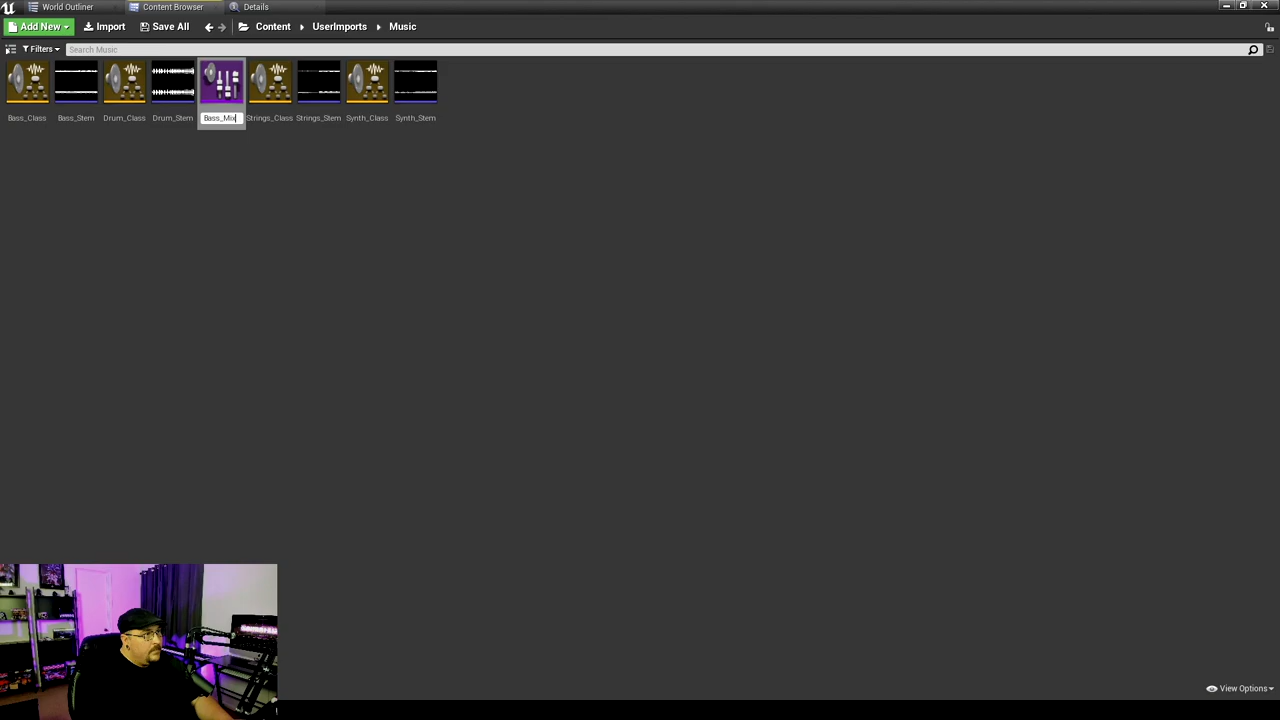 World Outliner
Content Browser
Details
Add New
Import
Save All
Content
UserImports
Music
Filters
Search Music
Bass_Class
Bass_Stem
Drum_Class
Drum_Stem
Bass_Mix
Strings_Class
Strings_Stem
Synth_Class
Synth_Stem
View Options